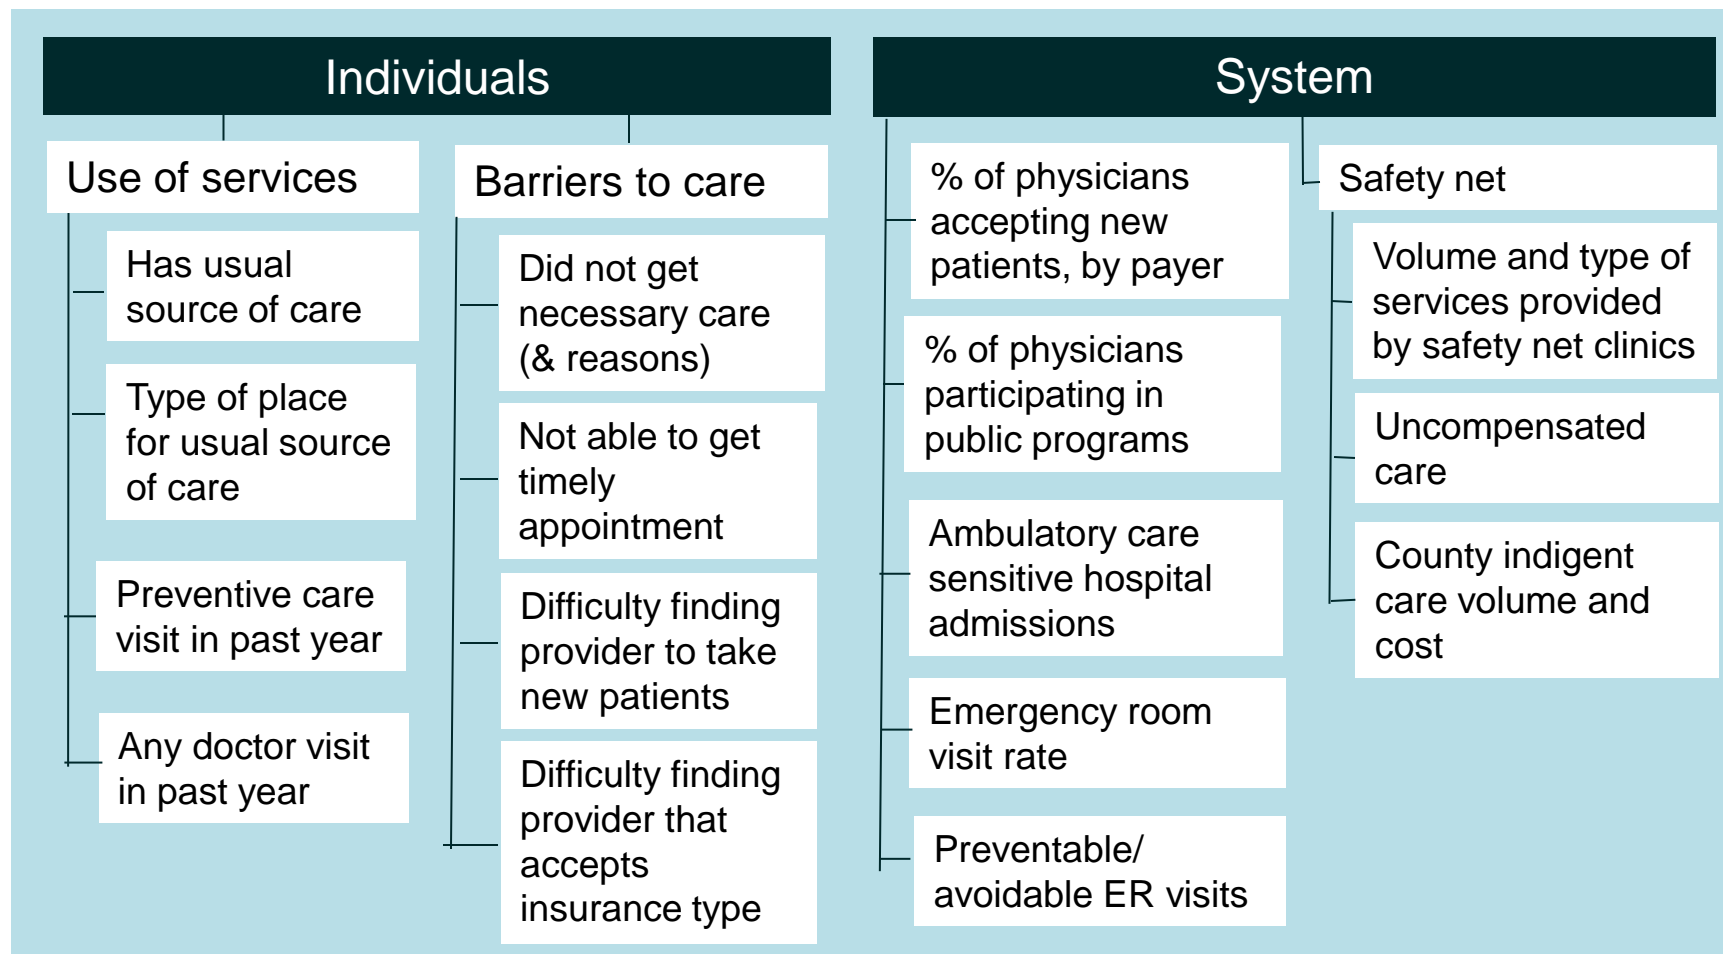 Individuals
Use of services
Has usual
source of care
Type of place
for usual source
of care
Preventive care
visit in past year
Any doctor visit
in past year
Barriers to care
Did not get
necessary care
(& reasons)
Not able to get
timely
appointment
Difficulty finding
provider to take
new patients
Difficulty finding
provider that
accepts
insurance type
System
% of physicians
accepting new
patients, by payer
% of physicians
participating in
public programs
Ambulatory care
sensitive hospital
admissions
Emergency room
visit rate
Preventable/
avoidable ER visits
Safety net
Volume and type of
services provided
by safety net clinics
Uncompensated
care
County indigent
care volume and
cost